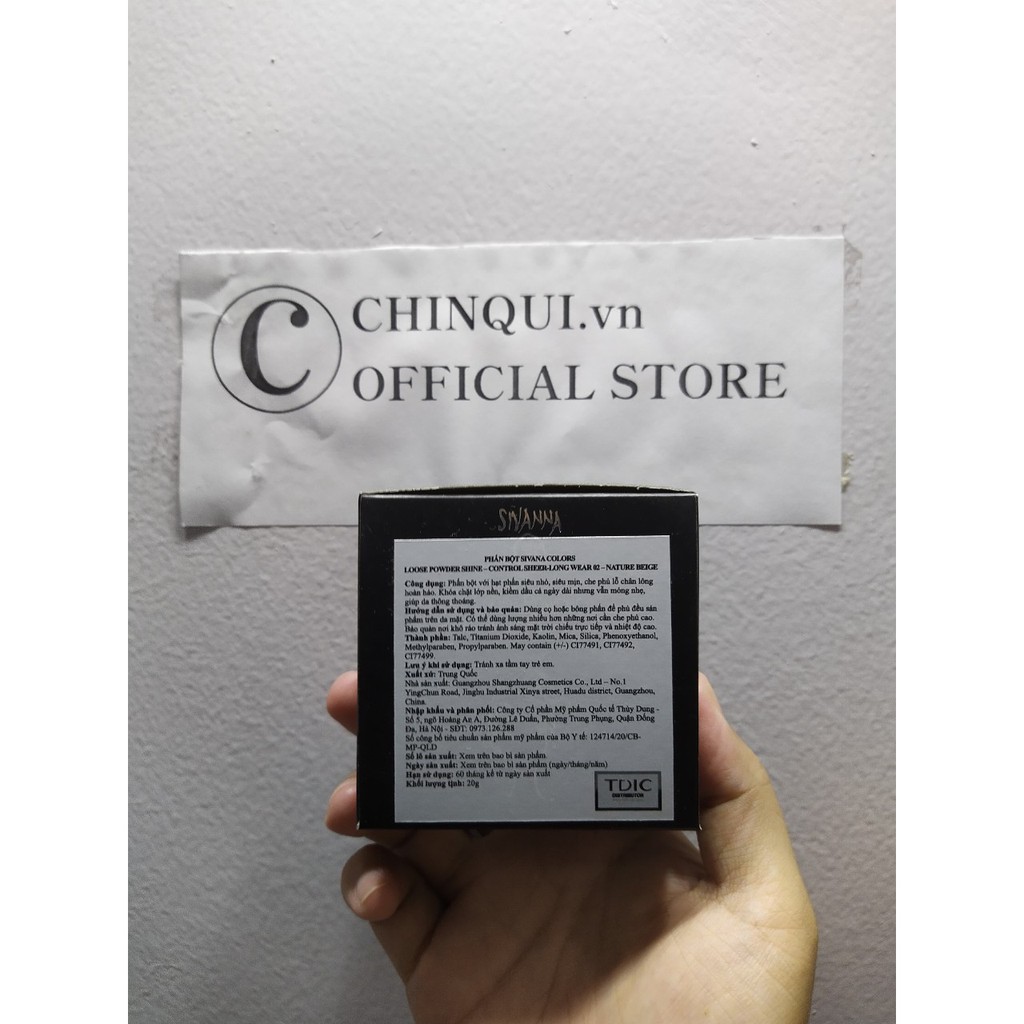 C
CHINQUI.vn
OFFICIAL STORE
SIVANNA
PHẤN BỘT SIVANA COLORS
LOOSE POWDER SHINE – CONTROL SHEER-LONG WEAR 02 – NATURE BEIGE
Công dụng: Phấn bột với hạt phấn siêu nhỏ, siêu mịn, che phủ lỗ chân lông
hoàn hảo. Khóa chặt lớp nền, kiềm dầu cả ngày dài nhưng vẫn mỏng nhẹ,
giúp da thông thoáng.
Hướng dẫn sử dụng và bảo quản: Dùng cọ hoặc bông phấn để phủ đều sản
phẩm trên da mặt. Có thể dùng lượng nhiều hơn những nơi cần che phủ cao.
Bảo quản nơi khô ráo tránh ánh sáng mặt trời chiếu trực tiếp và nhiệt độ cao.
Thành phần: Talc, Titanium Dioxide, Kaolin, Mica, Silica, Phenoxyethanol,
Methylparaben, Propylparaben. May contain (+/-) CI77491, CI77492,
CI77499.
Lưu ý khi sử dụng: Tránh xa tầm tay trẻ em.
Xuất xứ: Trung Quốc
Nhà sản xuất: Guangzhou Shangzhuang Cosmetics Co., Ltd – No.1
YingChun Road, Jinghu Industrial Xinya street, Huadu district, Guangzhou,
China.
Nhập khẩu và phân phối: Công ty Cổ phần Mỹ phẩm Quốc tế Thùy Dung -
Số 5, ngõ Hoàng An A, Đường Lê Duẩn, Phường Trung Phụng, Quận Đống
Đa, Hà Nội - SĐT: 0973.126.288
Số công bố tiêu chuẩn sản phẩm mỹ phẩm của Bộ Y tế: 124714/20/CB-
MP-QLD
Số lô sản xuất: Xem trên bao bì sản phẩm
Ngày sản xuất: Xem trên bao bì sản phẩm (ngày/tháng/năm)
Hạn sử dụng: 60 tháng kể từ ngày sản xuất
Khối lượng tịnh: 20g
TDIC
DISTRIBUTOR